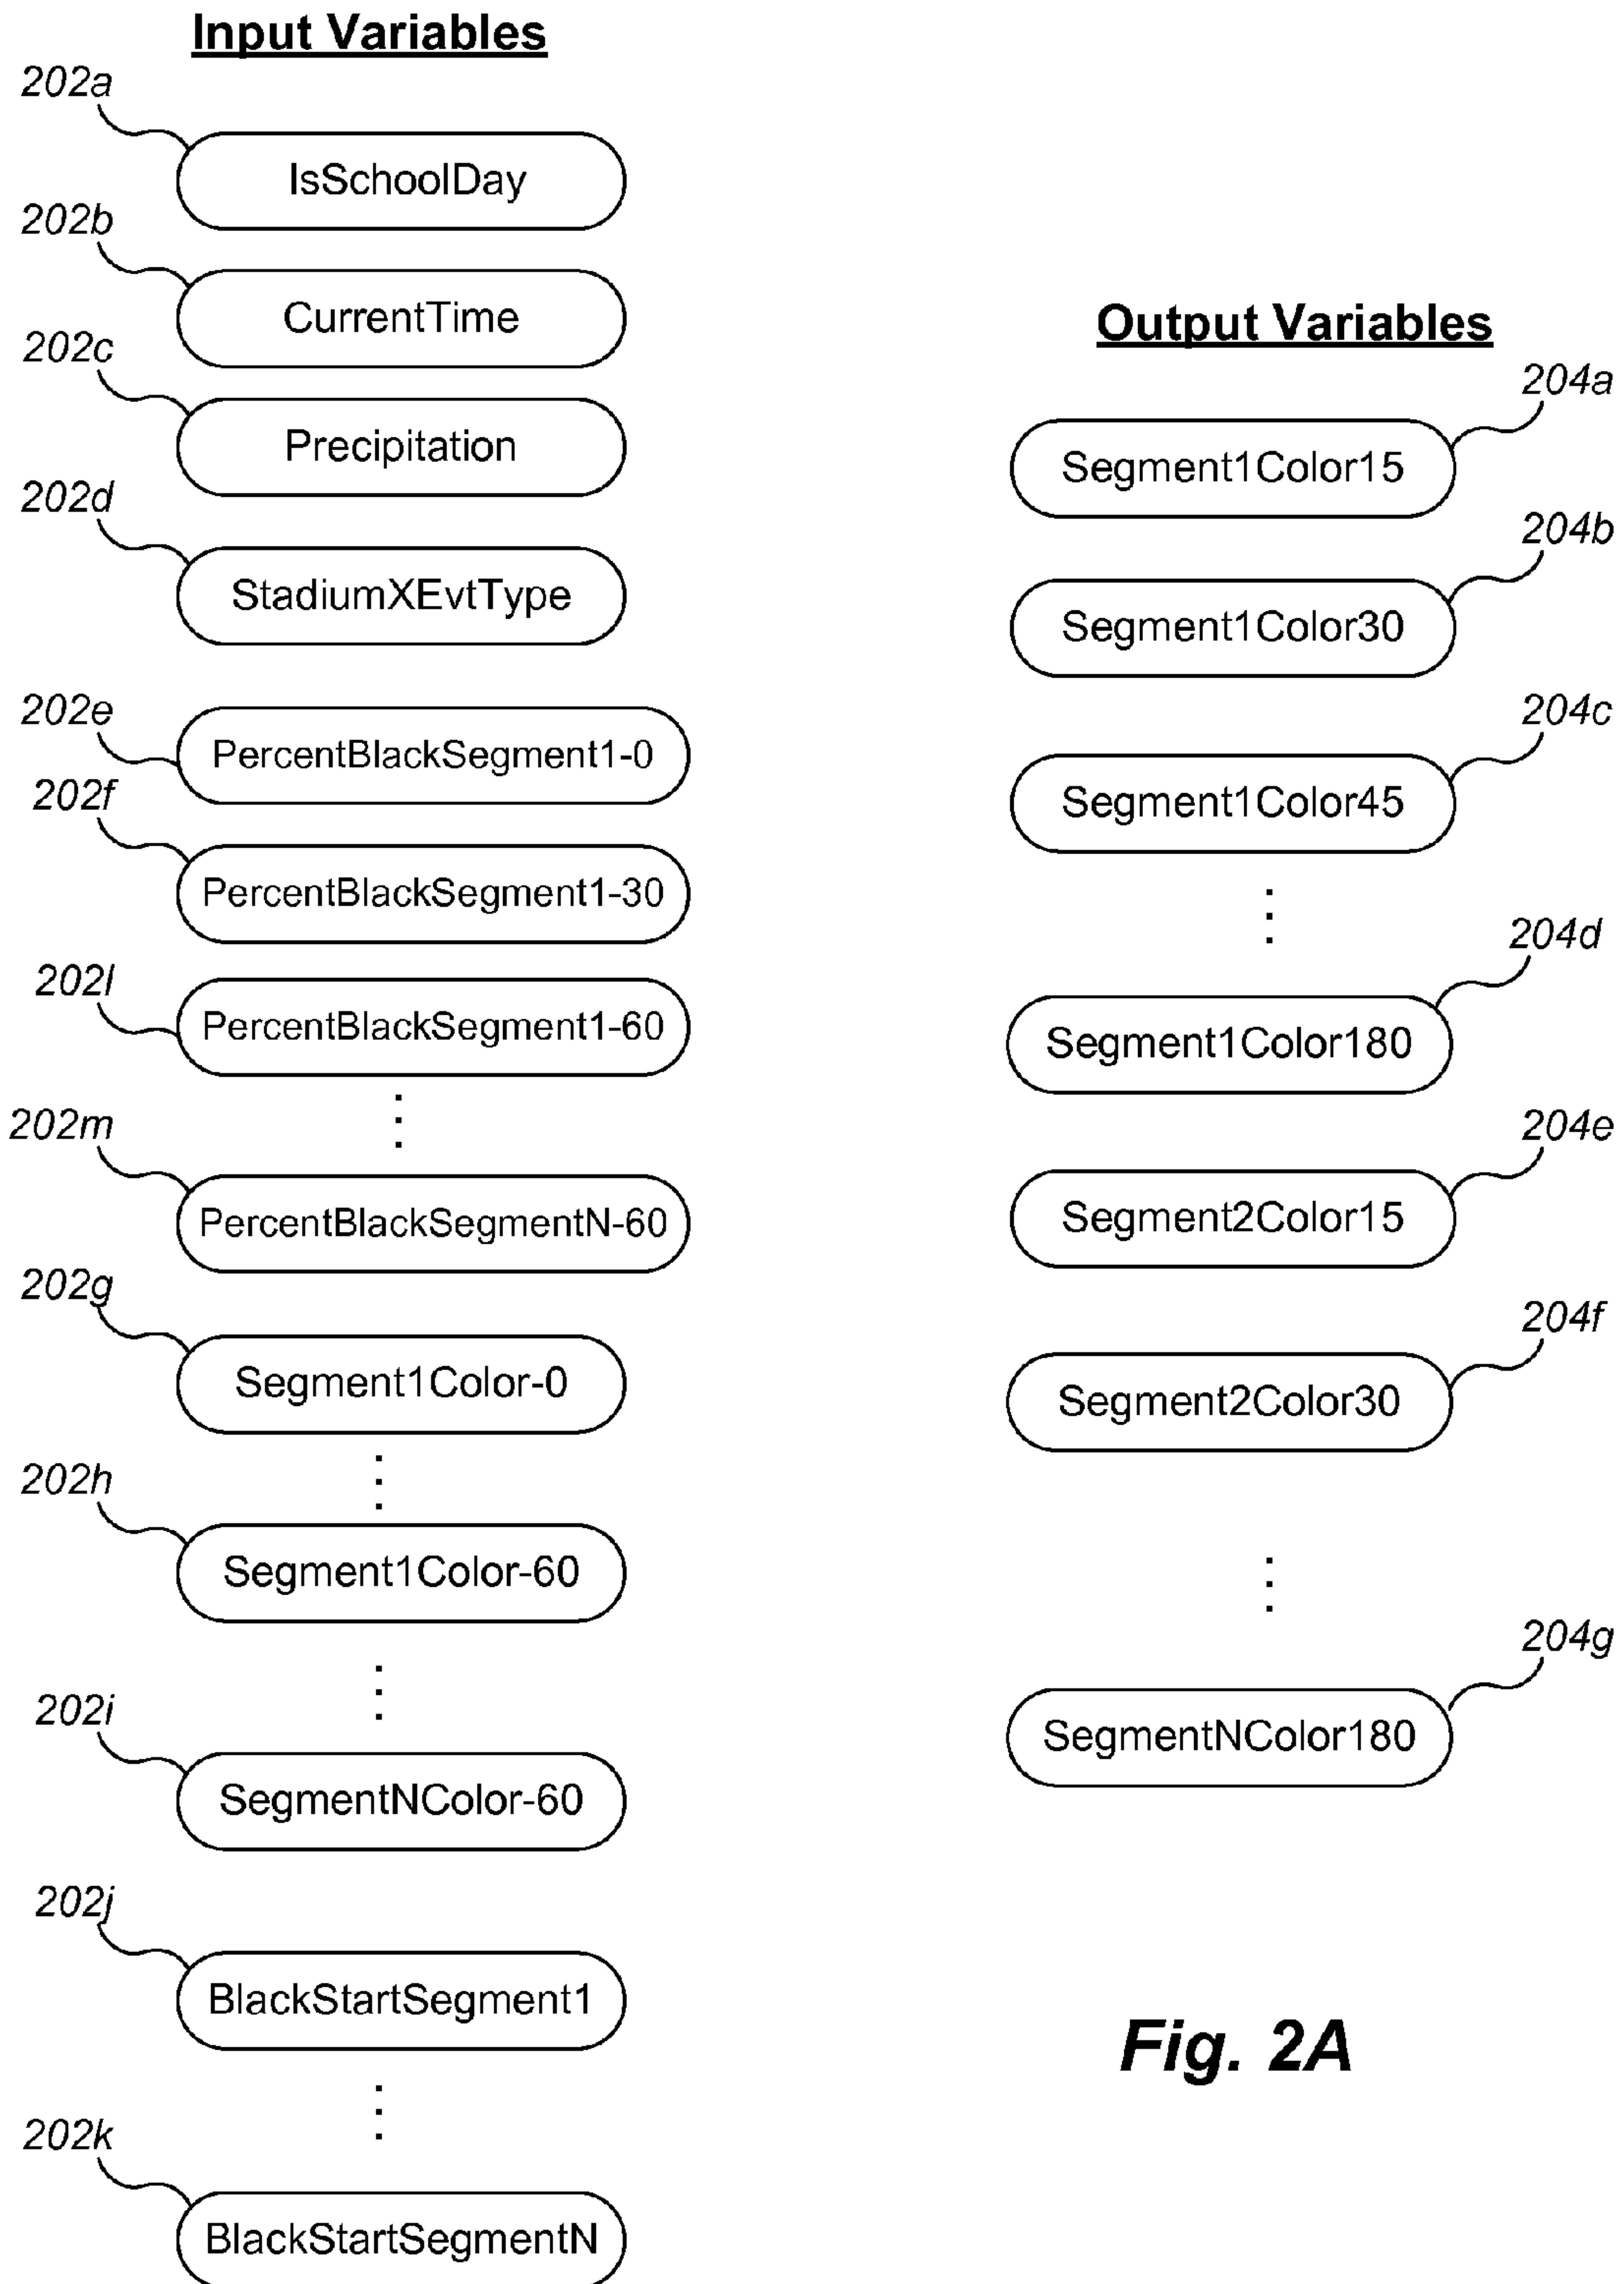 Input Variables
202a
IsSchoolDay
202b
CurrentTime
202c
Precipitation
202d
StadiumXEvtType
202e
PercentBlackSegment1-0
202f
PercentBlackSegment1-30
202l
PercentBlackSegment1-60
202m
PercentBlackSegmentN-60
202g
Segment1Color-0
202h
Segment1Color-60
202i
SegmentNColor-60
202j
BlackStartSegment1
202k
BlackStartSegmentN
Output Variables
204a
Segment1Color15
204b
Segment1Color30
204c
Segment1Color45
204d
Segment1Color180
204e
Segment2Color15
204f
Segment2Color30
204g
SegmentNColor180
Fig. 2A